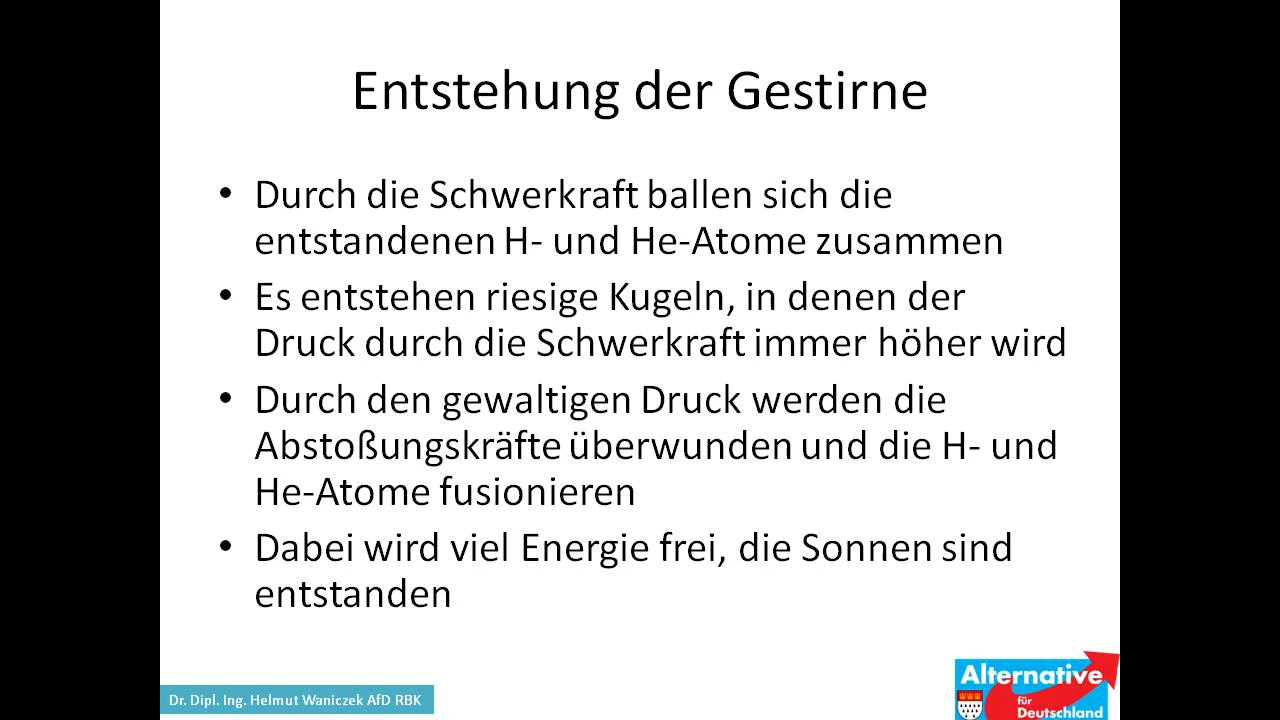 Entstehung der Gestirne
• Durch die Schwerkraft ballen sich die
entstandenen H- und He-Atome zusammen
• Es entstehen riesige Kugeln, in denen der
Druck durch die Schwerkraft immer höher wird
• Durch den gewaltigen Druck werden die
Abstoßungskräfte überwunden und die H- und
He-Atome fusionieren
• Dabei wird viel Energie frei, die Sonnen sind
entstanden
Dr. Dipl. Ing. Helmut Waniczek AfD RBK
Alternative
für
Deutschland